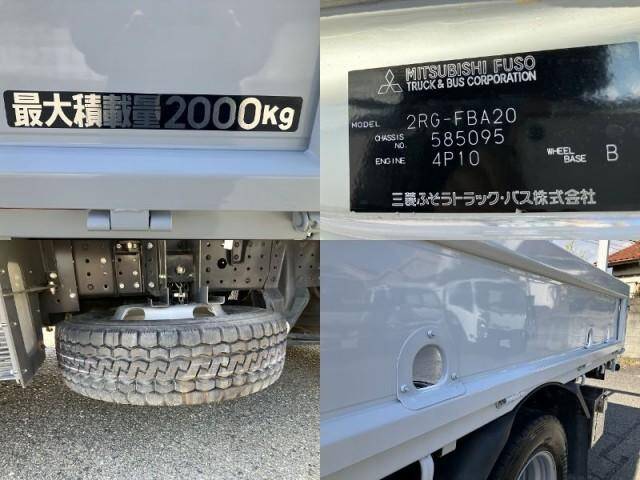 最大積載量2000Kg
MITSUBISHI FUSO
TRUCK & BUS CORPORATION
MODEL 2RG-FBA20
CHASSIS NO. 585095
ENGINE 4P10
WHEEL BASE B
三菱ふそうトラック・バス株式会社